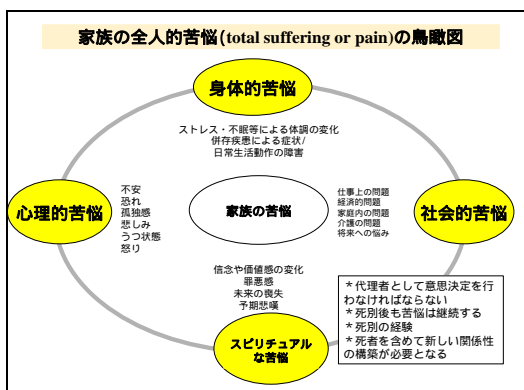 家族の全人的苦悩(total suffering or pain)の鳥瞰図
身体的苦悩
ストレス・不眠等による体調の変化
併存疾患による症状/
日常生活動作の障害
心理的苦悩
不安
恐れ
孤独感
悲しみ
うつ状態
怒り
家族の苦悩
仕事上の問題
経済的問題
家庭内の問題
介護の問題
将来への悩み
社会的苦悩
信念や価値感の変化
罪悪感
未来の喪失
予期悲嘆
スピリチュアル
な苦悩
*代理者として意思決定を行
わなければならない
*死別後も苦悩は継続する
*死別の経験
*死者を含めて新しい関係性
の構築が必要となる